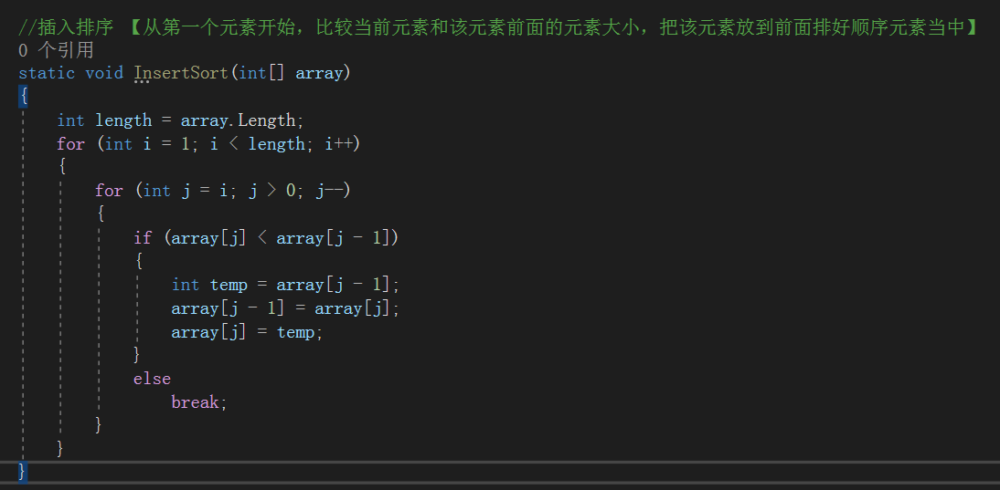 //插入排序 【从第一个元素开始，比较当前元素和该元素前面的元素大小，把该元素放到前面排好顺序元素当中】
0 个引用
static void InsertSort(int[] array)
{
int length = array.Length;
for (int i = 1; i < length; i++)
{
for (int j = i; j > 0; j--)
{
if (array[j] < array[j - 1])
{
int temp = array[j - 1];
array[j - 1] = array[j];
array[j] = temp;
}
else
break;
}
}
}